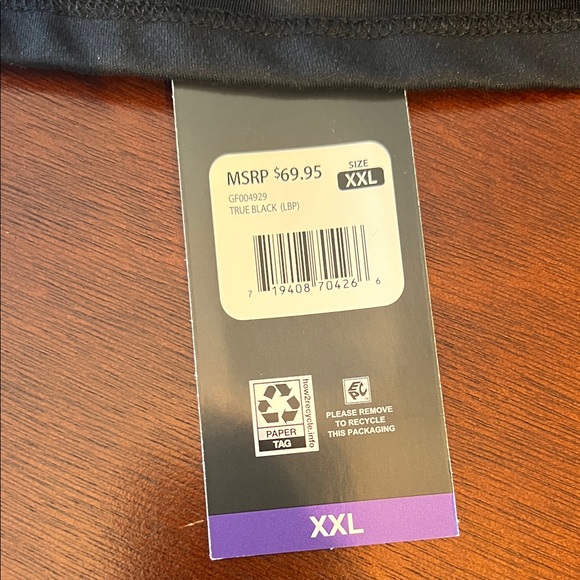 MSRP $69.95
SIZE
XXL
GF004929
TRUE BLACK (LBP)
7 19408 70426 6
how2recycle.info
PAPER
TAG
PLEASE REMOVE
TO RECYCLE
THIS PACKAGING
XXL